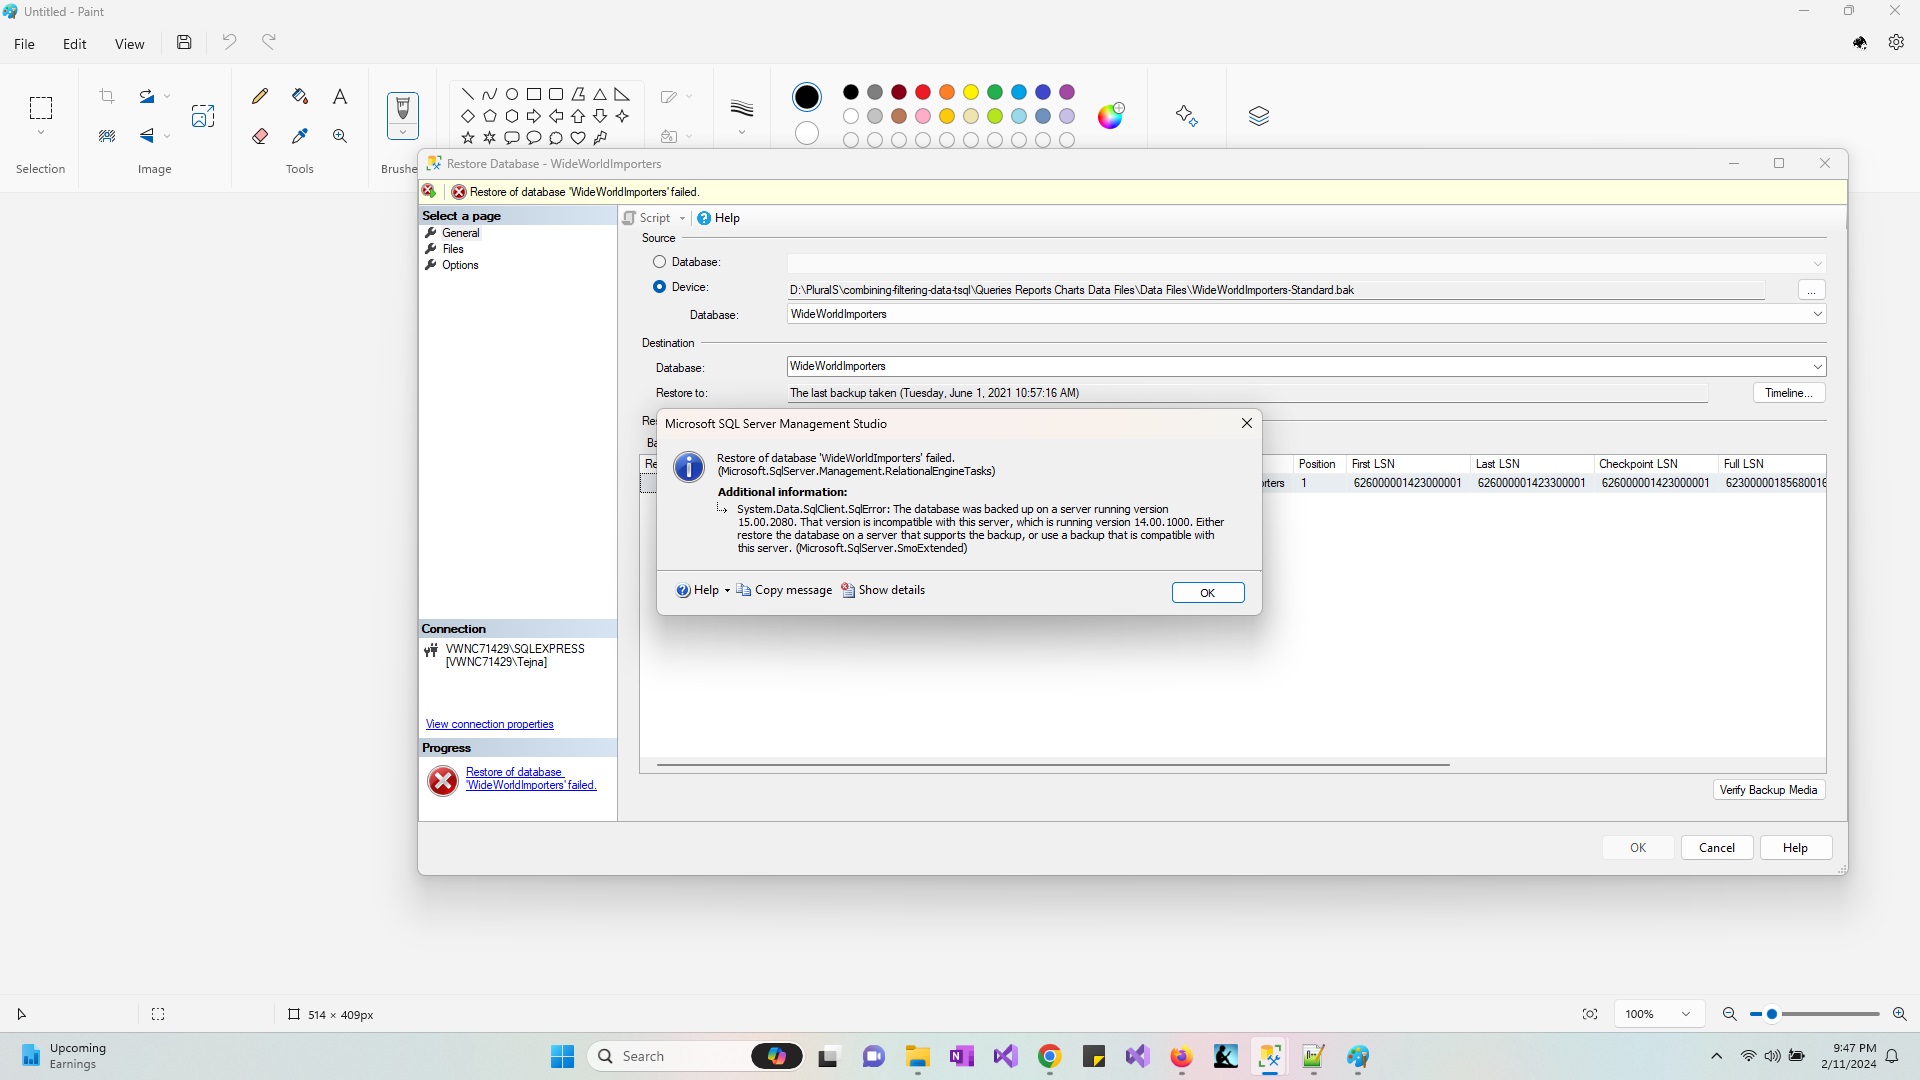 Untitled - Paint
File Edit View
Selection
Image
Tools
Brushe
Restore Database - WideWorldImporters
Restore of database 'WideWorldImporters' failed.
Select a page
General
Files
Options
Script
Help
Source
Database:
Device:
D:\PluralS\combining-filtering-data-tsql\Queries Reports Charts Data Files\Data Files\WideWorldImporters-Standard.bak
...
Database:
WideWorldImporters
Destination
Database:
WideWorldImporters
Restore to:
The last backup taken (Tuesday, June 1, 2021 10:57:16 AM)
Timeline...
Res
Ba
Re
Position First LSN Last LSN Checkpoint LSN Full LSN
orters 1 626000001423000001 626000001423300001 626000001423000001 62300000185680016
Microsoft SQL Server Management Studio
Restore of database 'WideWorldImporters' failed.
(Microsoft.SqlServer.Management.RelationalEngineTasks)
Additional information:
System.Data.SqlClient.SqlError: The database was backed up on a server running version
15.00.2080. That version is incompatible with this server, which is running version 14.00.1000. Either
restore the database on a server that supports the backup, or use a backup that is compatible with
this server. (Microsoft.SqlServer.SmoExtended)
Help
Copy message
Show details
OK
Connection
VWNC71429\SQLEXPRESS
[VWNC71429\Tejna]
View connection properties
Progress
Restore of database
'WideWorldImporters' failed.
Verify Backup Media
OK
Cancel
Help
514 × 409px
100%
Upcoming
Earnings
Search
9:47 PM
2/11/2024